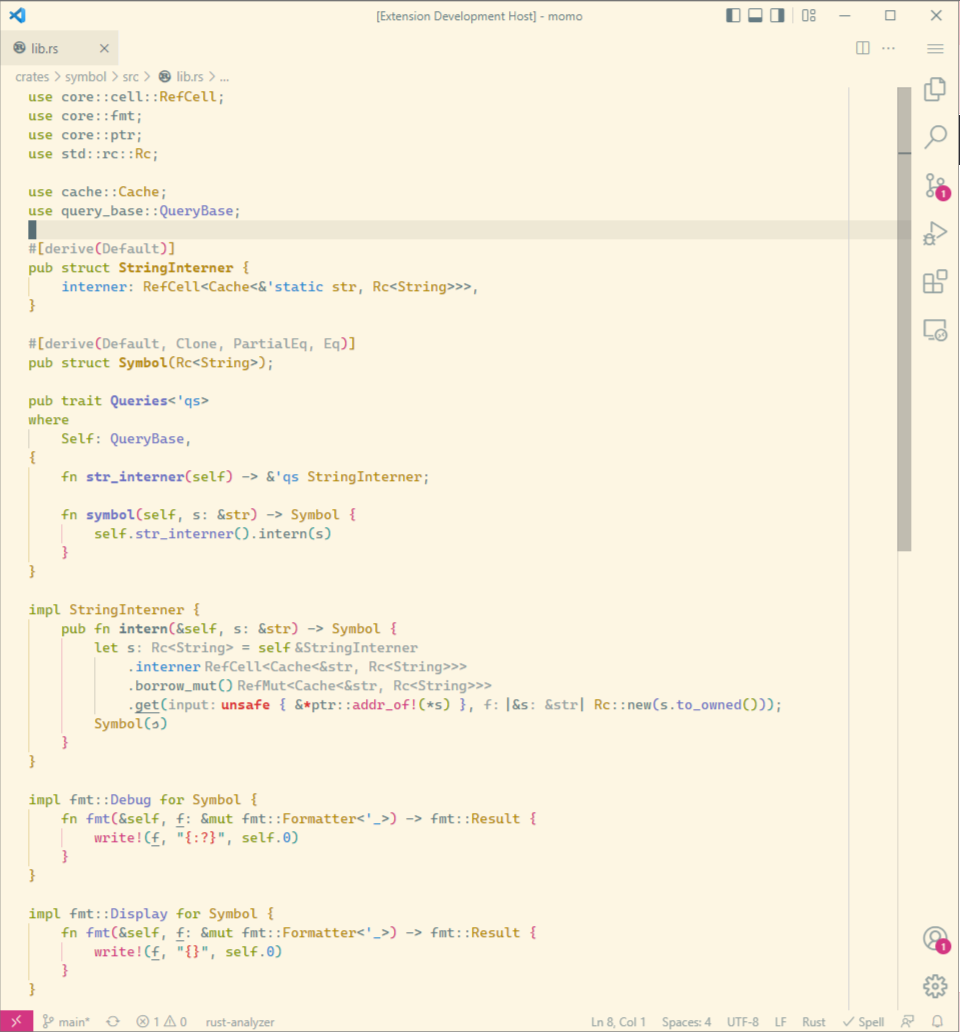 [Extension Development Host] - momo
lib.rs
crates > symbol > src > lib.rs > ...
use core::cell::RefCell;
use core::fmt;
use core::ptr;
use std::rc::Rc;

use cache::Cache;
use query_base::QueryBase;

#[derive(Default)]
pub struct StringInterner {
    interner: RefCell<Cache<&'static str, Rc<String>>>,
}

#[derive(Default, Clone, PartialEq, Eq)]
pub struct Symbol(Rc<String>);

pub trait Queries<'qs>
where
    Self: QueryBase,
{
    fn str_interner(self) -> &'qs StringInterner;

    fn symbol(self, s: &str) -> Symbol {
        self.str_interner().intern(s)
    }
}

impl StringInterner {
    pub fn intern(&self, s: &str) -> Symbol {
        let s: Rc<String> = self &StringInterner
            .interner RefCell<Cache<&str, Rc<String>>>
            .borrow_mut() RefMut<Cache<&str, Rc<String>>>
            .get(input: unsafe { &*ptr::addr_of!(*s) }, f: |&s: &str| Rc::new(s.to_owned()));
        Symbol(s)
    }
}

impl fmt::Debug for Symbol {
    fn fmt(&self, f: &mut fmt::Formatter<'_>) -> fmt::Result {
        write!(f, "{:?}", self.0)
    }
}

impl fmt::Display for Symbol {
    fn fmt(&self, f: &mut fmt::Formatter<'_>) -> fmt::Result {
        write!(f, "{}", self.0)
    }
}
1
1
main* 1 0 rust-analyzer Ln 8, Col 1 Spaces: 4 UTF-8 LF Rust Spell